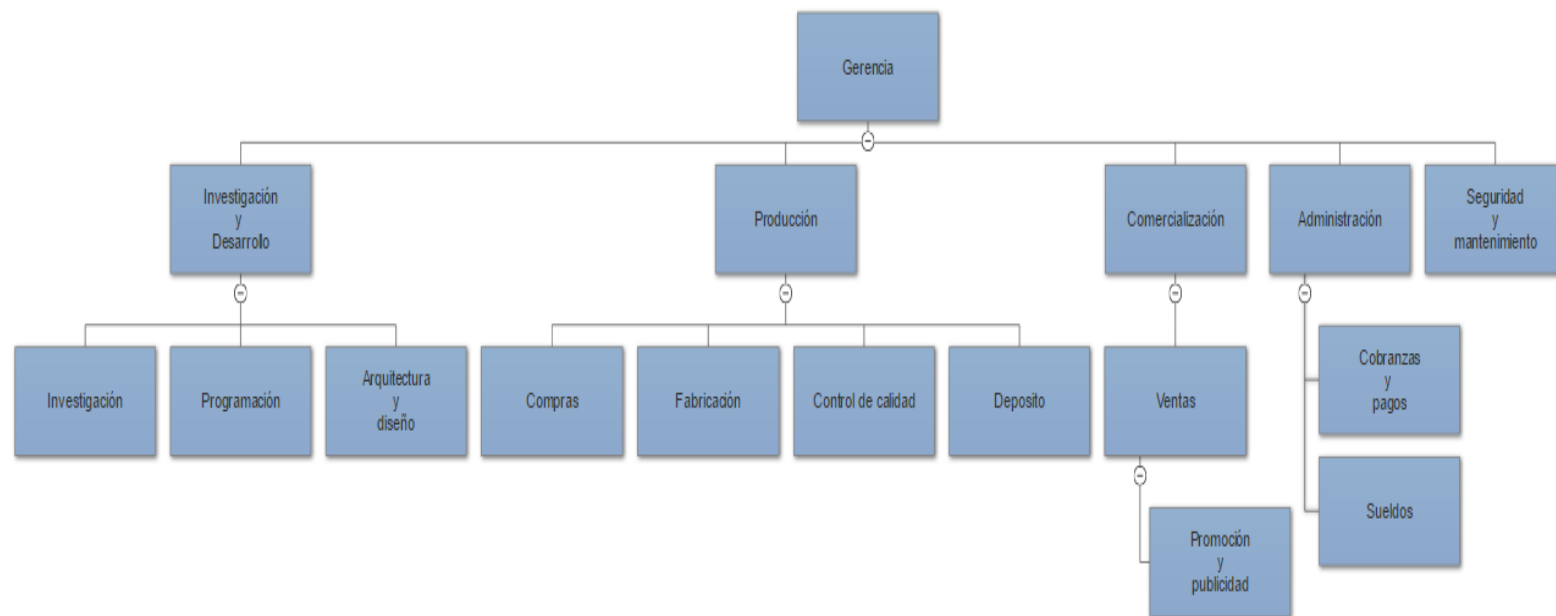 Gerencia
Investigación
y
Desarrollo
Producción
Comercialización
Administración
Seguridad
y
mantenimiento
Investigación
Programación
Arquitectura
y
diseño
Compras
Fabricación
Control de calidad
Deposito
Ventas
Cobranzas
y
pagos
Sueldos
Promoción
y
publicidad